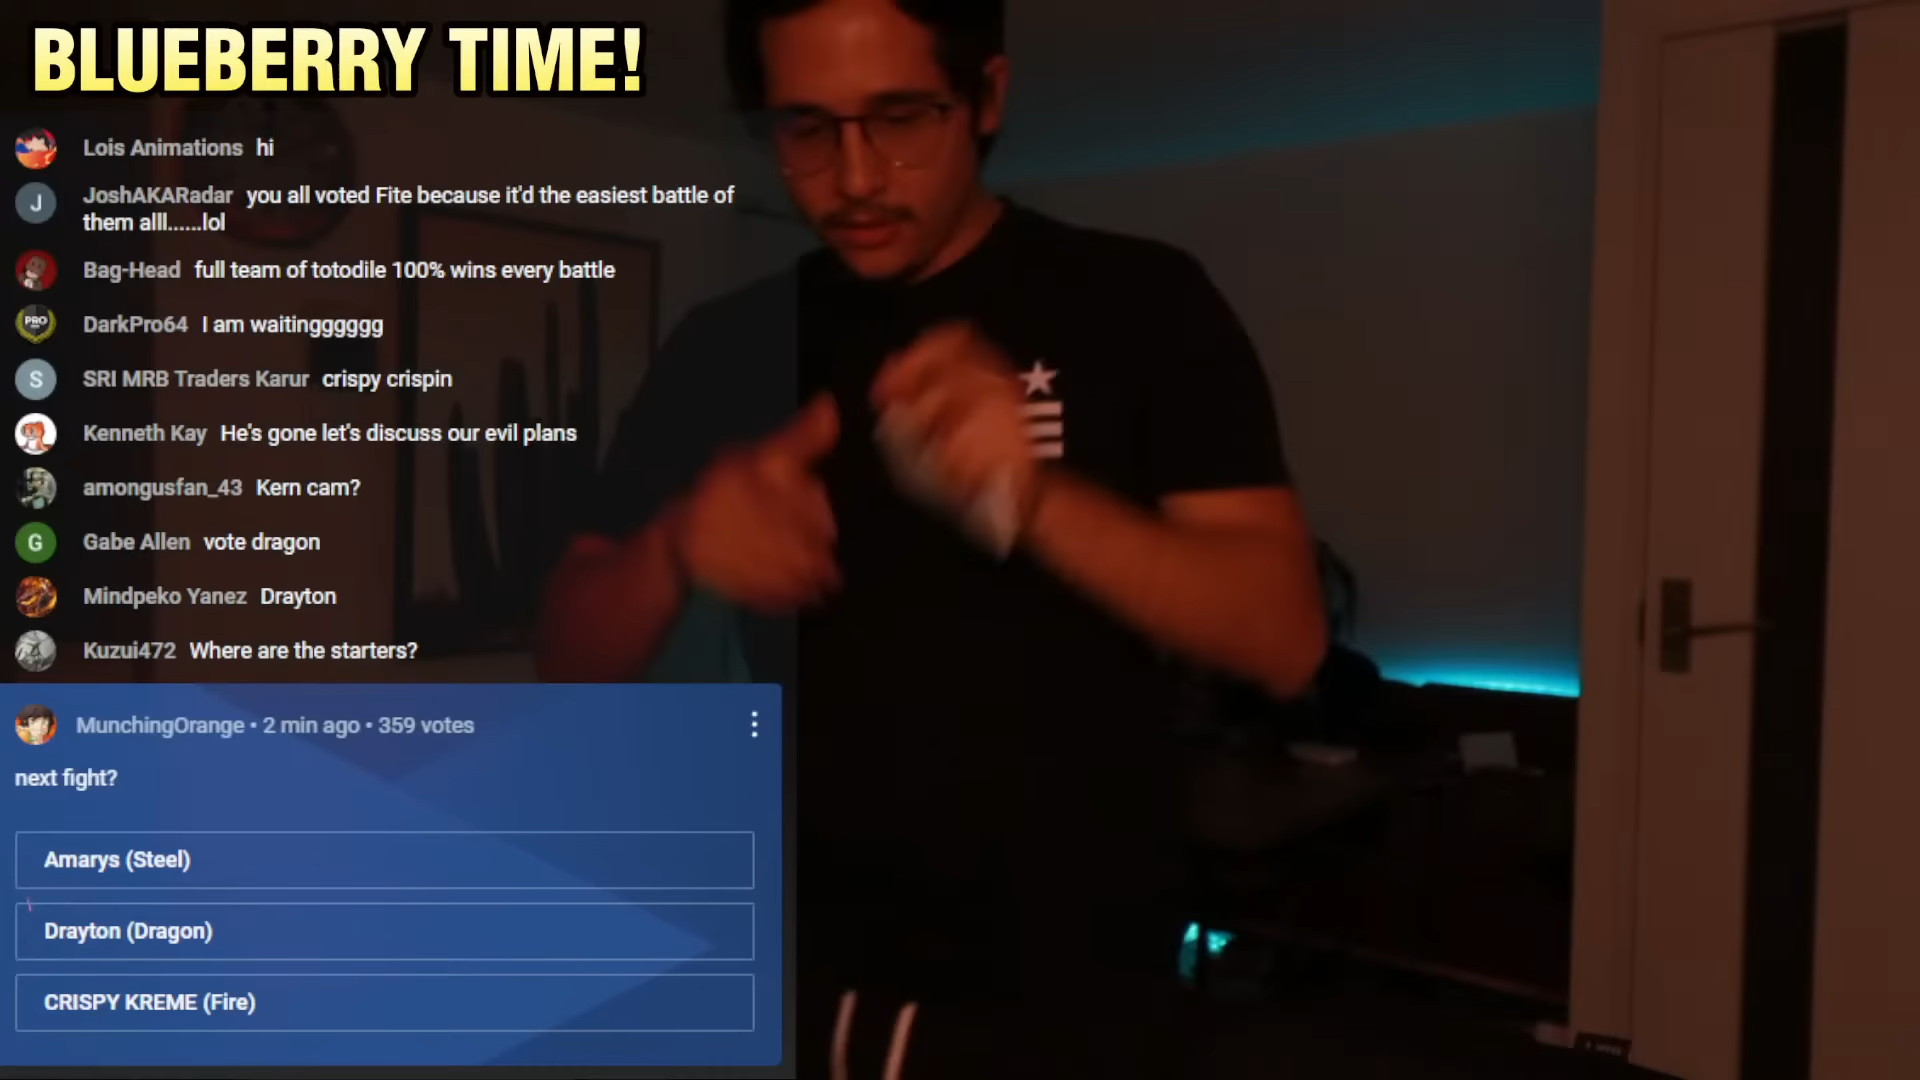 BLUEBERRY TIME!
Lois Animations hi
J JoshAKARadar you all voted Fite because it'd the easiest battle of
them alll......lol
Bag-Head full team of totodile 100% wins every battle
PRO DarkPro64 I am waitingggggg
S SRI MRB Traders Karur crispy crispin
Kenneth Kay He's gone let's discuss our evil plans
amongusfan_43 Kern cam?
G Gabe Allen vote dragon
Mindpeko Yanez Drayton
Kuzui472 Where are the starters?
MunchingOrange • 2 min ago • 359 votes
next fight?
Amarys (Steel)
Drayton (Dragon)
CRISPY KREME (Fire)